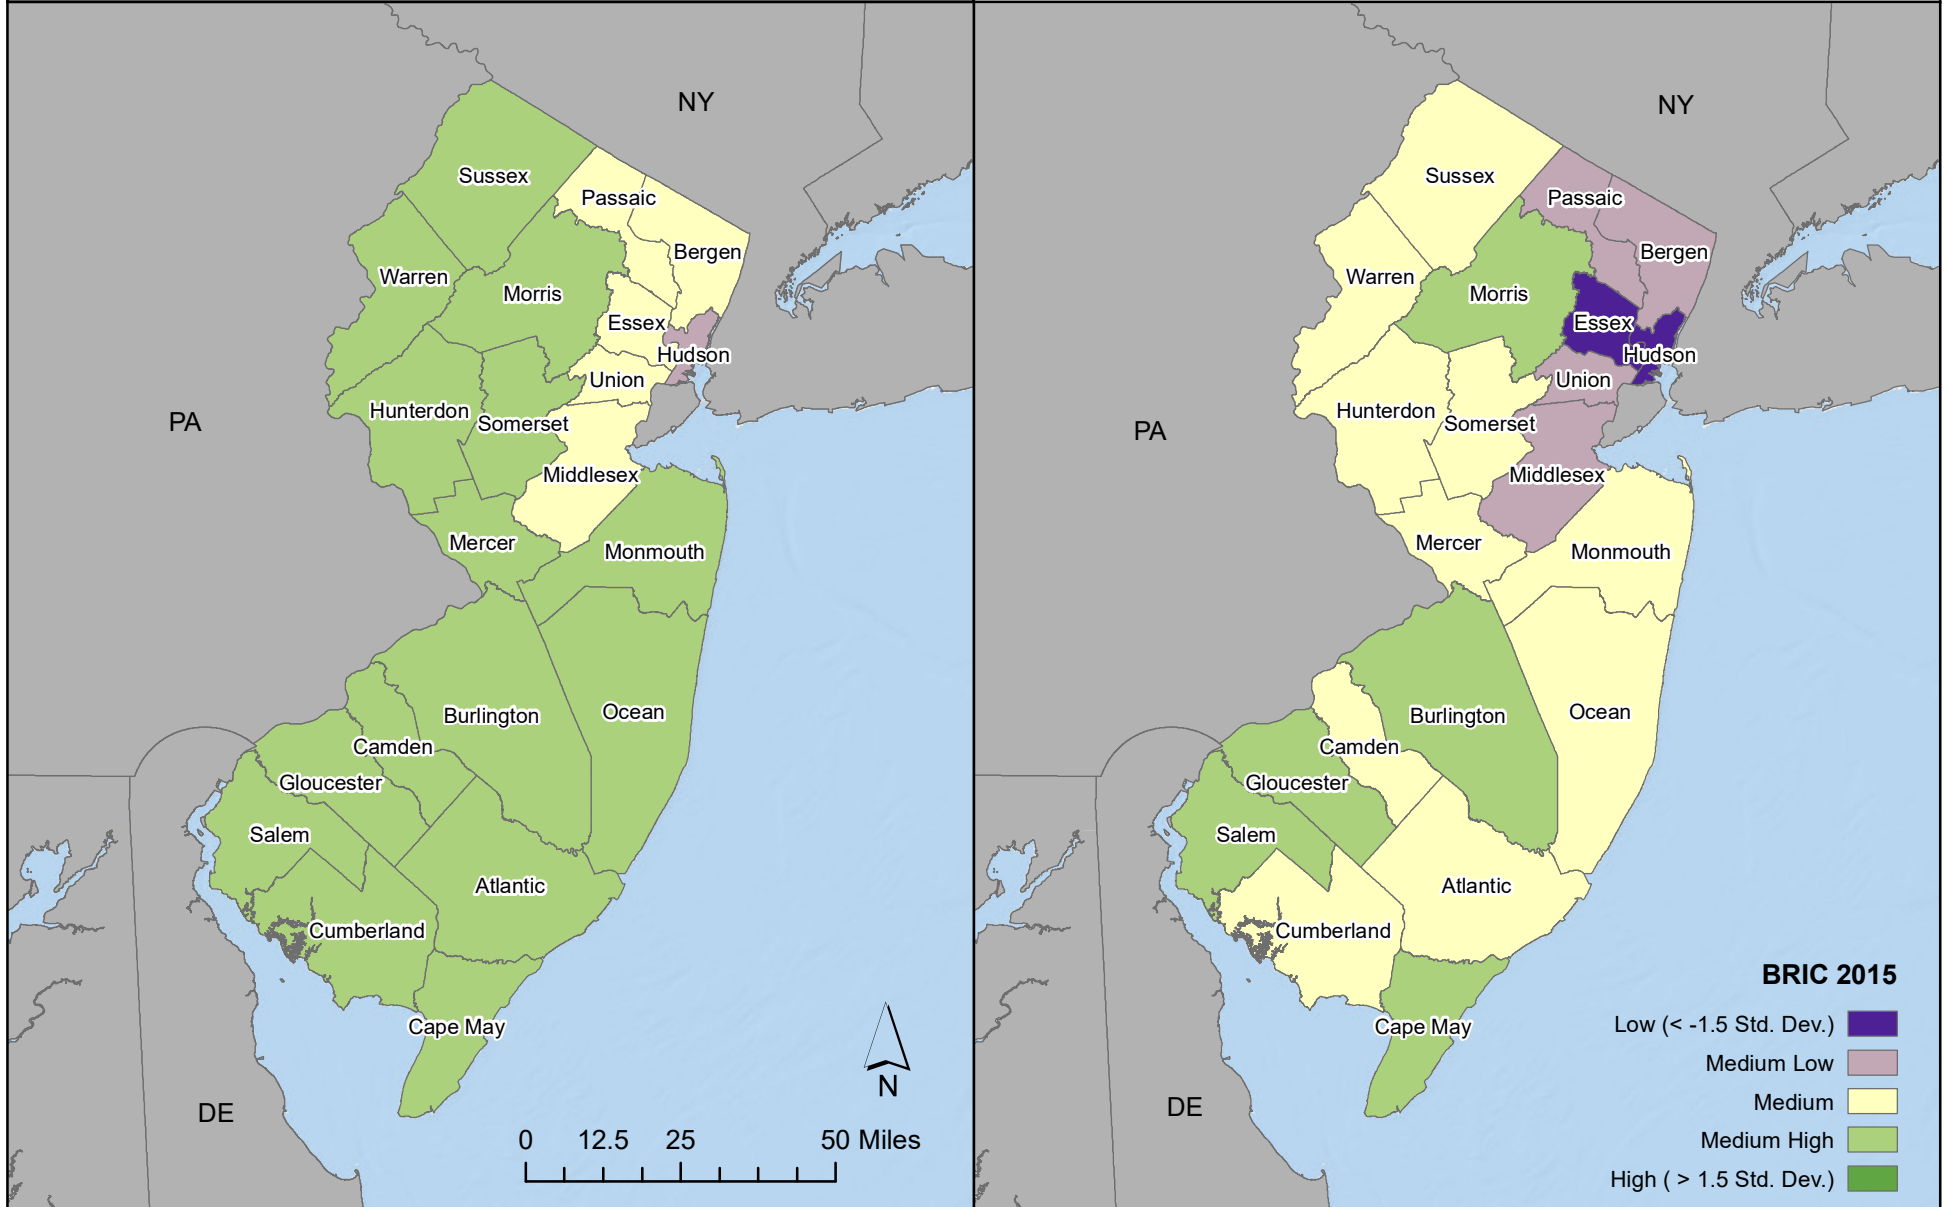 NY
Sussex
Passaic
Bergen
Warren
Morris
Essex
Hudson
Union
Hunterdon
PA
Somerset
Middlesex
Mercer
Monmouth
Burlington
Ocean
Camden
Gloucester
Salem
Atlantic
Cumberland
Cape May
N
DE
0 12.5 25 50 Miles
NY
Sussex
Passaic
Bergen
Warren
Morris
Essex
Hudson
Union
Hunterdon
Somerset
PA
Middlesex
Mercer
Monmouth
Ocean
Burlington
Camden
Gloucester
Salem
Atlantic
Cumberland
Cape May
DE
BRIC 2015
Low (< -1.5 Std. Dev.)
Medium Low
Medium
Medium High
High ( > 1.5 Std. Dev.)